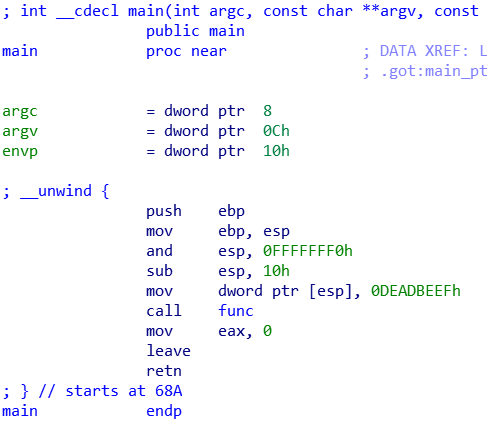 ; int __cdecl main(int argc, const char **argv, const
public main
main proc near ; DATA XREF: L
; .got:main_pt
argc = dword ptr 8
argv = dword ptr 0Ch
envp = dword ptr 10h
; __unwind {
push ebp
mov ebp, esp
and esp, 0FFFFFFF0h
sub esp, 10h
mov dword ptr [esp], 0DEADBEEFh
call func
mov eax, 0
leave
retn
; } // starts at 68A
main endp